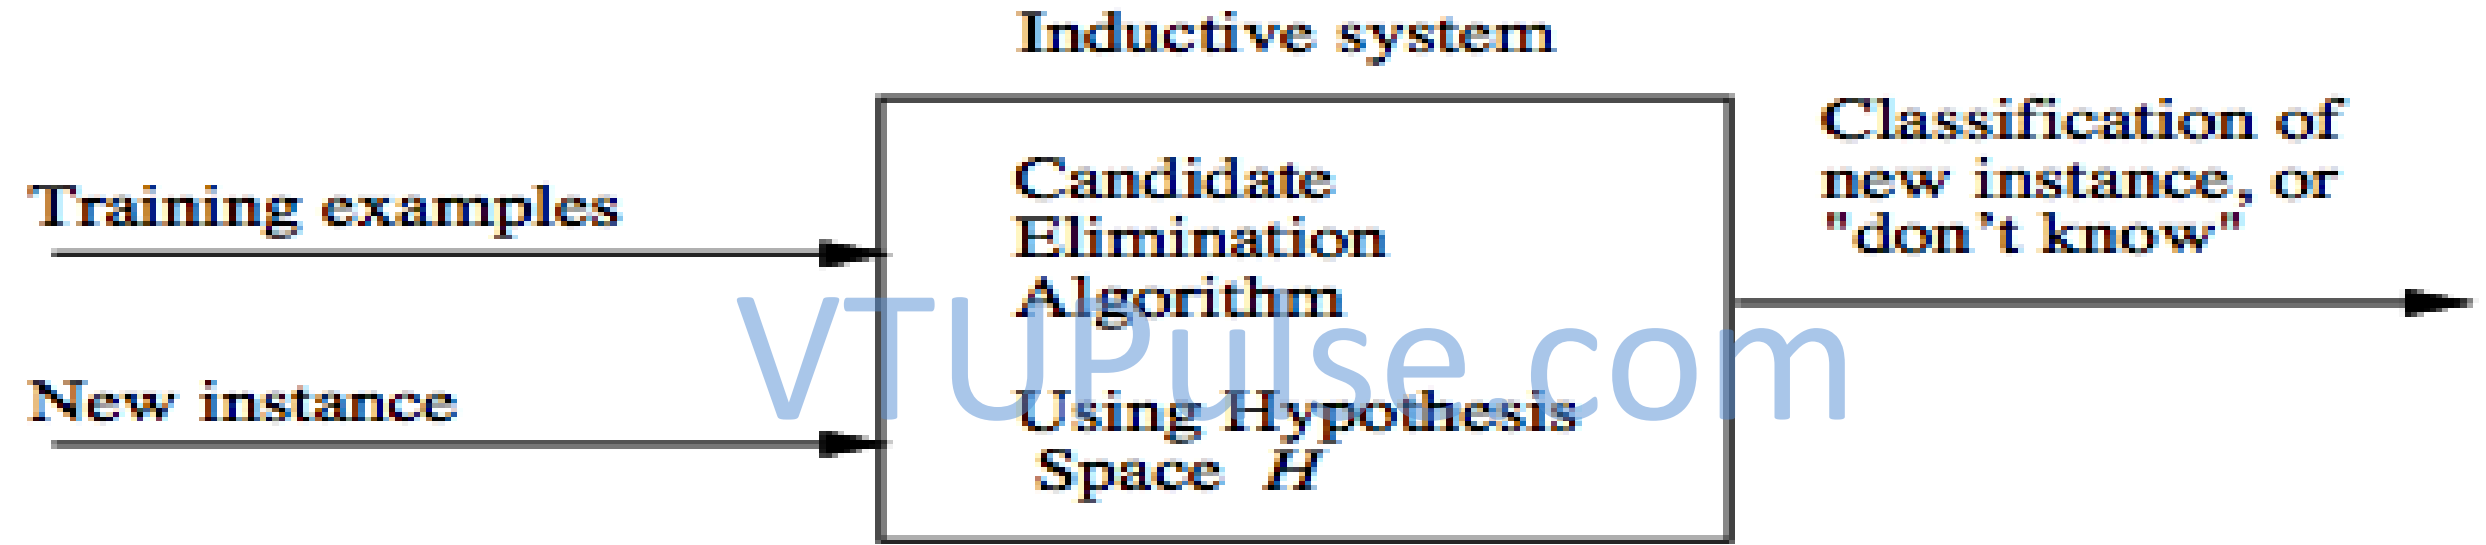 Inductive system
Training examples
New instance
Candidate
Elimination
Algorithm
Using Hypothesis
Space H
Classification of
new instance, or
"don't know"
VTUPulse.com